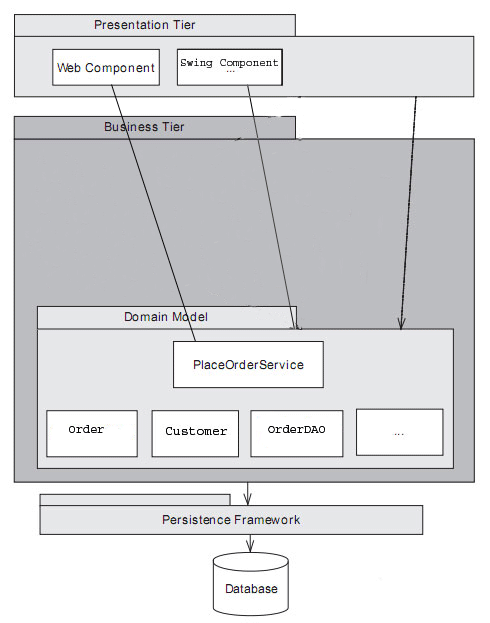 Presentation Tier
Web Component
Swing Component
...
Business Tier
Domain Model
PlaceOrderService
Order
Customer
OrderDAO
...
Persistence Framework
Database